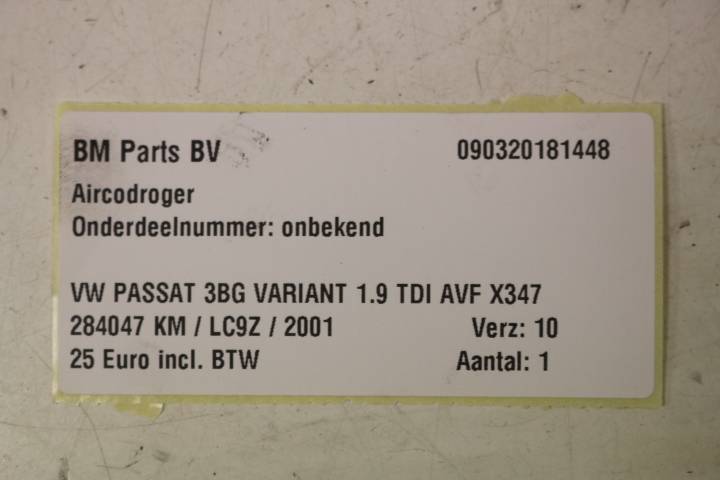 BM Parts BV 090320181448
Aircodroger
Onderdeelnummer: onbekend
VW PASSAT 3BG VARIANT 1.9 TDI AVF X347
284047 KM / LC9Z / 2001 Verz: 10
25 Euro incl. BTW Aantal: 1